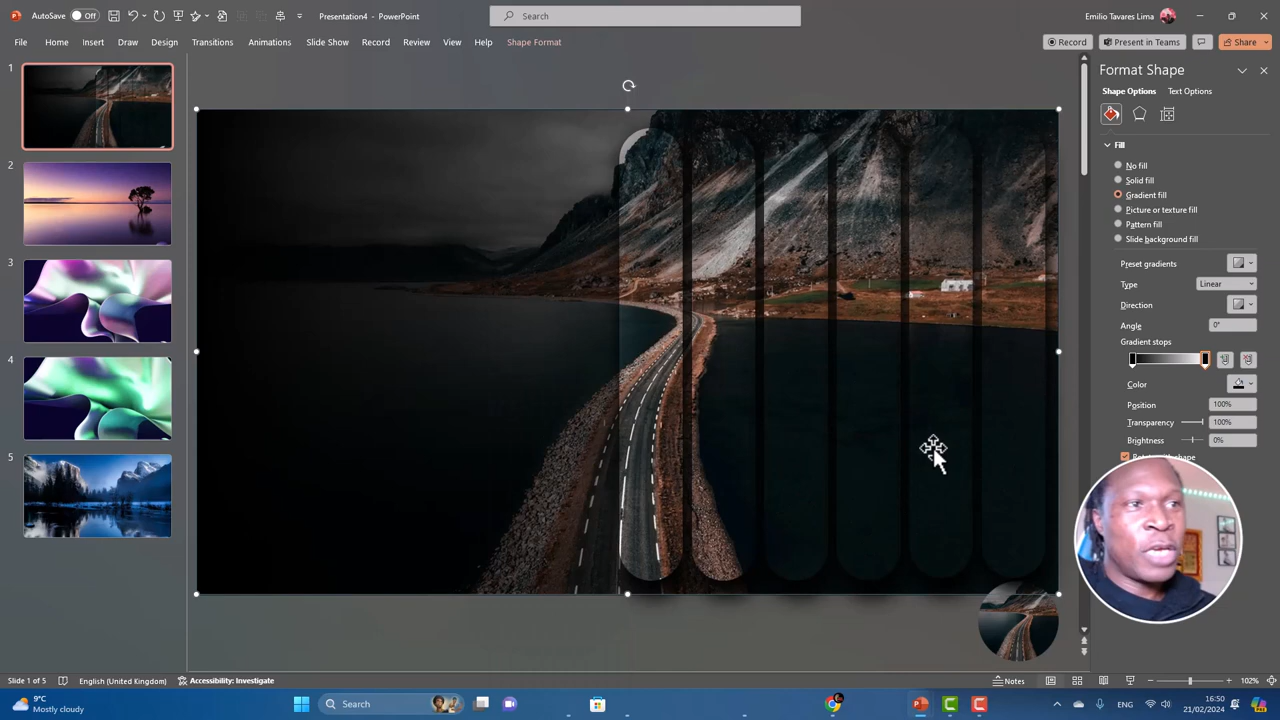 AutoSave Off Presentation4 - PowerPoint Search Emilio Tavares Lima
File Home Insert Draw Design Transitions Animations Slide Show Record Review View Help Shape Format Record Present in Teams Share
1
2
3
4
5
Format Shape
Shape Options Text Options
Fill
No fill
Solid fill
Gradient fill
Picture or texture fill
Pattern fill
Slide background fill
Preset gradients
Type Linear
Direction
Angle 0°
Gradient stops
Color
Position 100%
Transparency 100%
Brightness 0%
Slide 1 of 5 English (United Kingdom) Accessibility: Investigate Notes 102%
9°C
Mostly cloudy
Search
ENG
16:50
21/02/2024